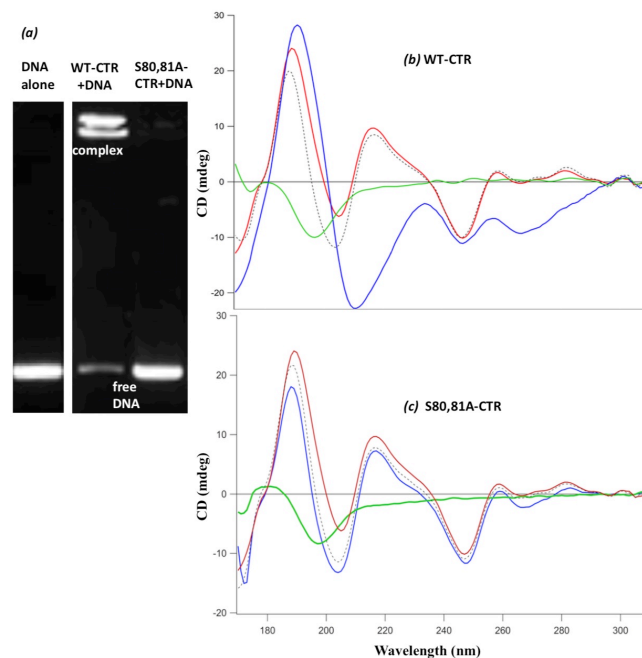 (a)
DNA alone
WT-CTR +DNA
S80,81A-CTR+DNA
complex
free DNA
(b) WT-CTR
30
20
10
0
-10
-20
CD (mdeg)
(c) S80,81A-CTR
30
20
10
0
-10
-20
CD (mdeg)
180
200
220
240
260
280
300
Wavelength (nm)